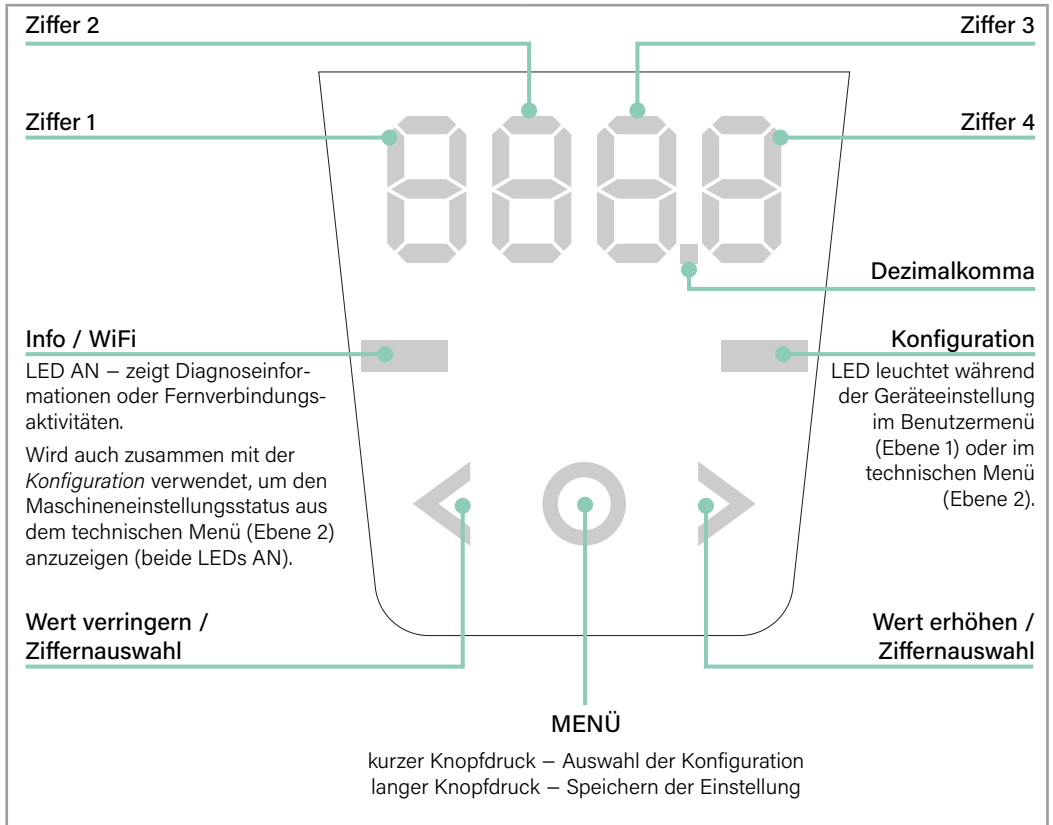 Ziffer 2
Ziffer 3
Ziffer 1
Ziffer 4
Dezimalkomma
Info / WiFi
LED AN – zeigt Diagnoseinfor-
mationen oder Fernverbindungs-
aktivitäten.
Wird auch zusammen mit der
Konfiguration verwendet, um den
Maschineneinstellungsstatus aus
dem technischen Menü (Ebene 2)
anzuzeigen (beide LEDs AN).
Konfiguration
LED leuchtet während
der Geräteeinstellung
im Benutzermenü
(Ebene 1) oder im
technischen Menü
(Ebene 2).
Wert verringern /
Ziffernauswahl
Wert erhöhen /
Ziffernauswahl
MENÜ
kurzer Knopfdruck – Auswahl der Konfiguration
langer Knopfdruck – Speichern der Einstellung